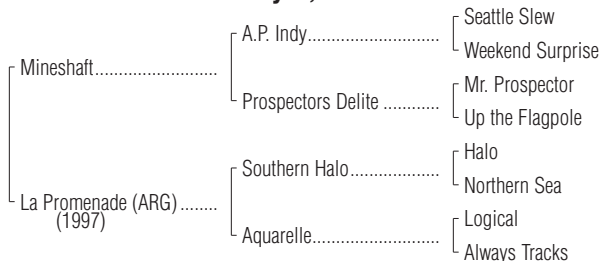 Seattle Slew
A.P. Indy
Weekend Surprise
Mineshaft
Mr. Prospector
Prospectors Delite
Up the Flagpole
Halo
Southern Halo
Northern Sea
La Promenade (ARG)
(1997)
Logical
Aquarelle
Always Tracks